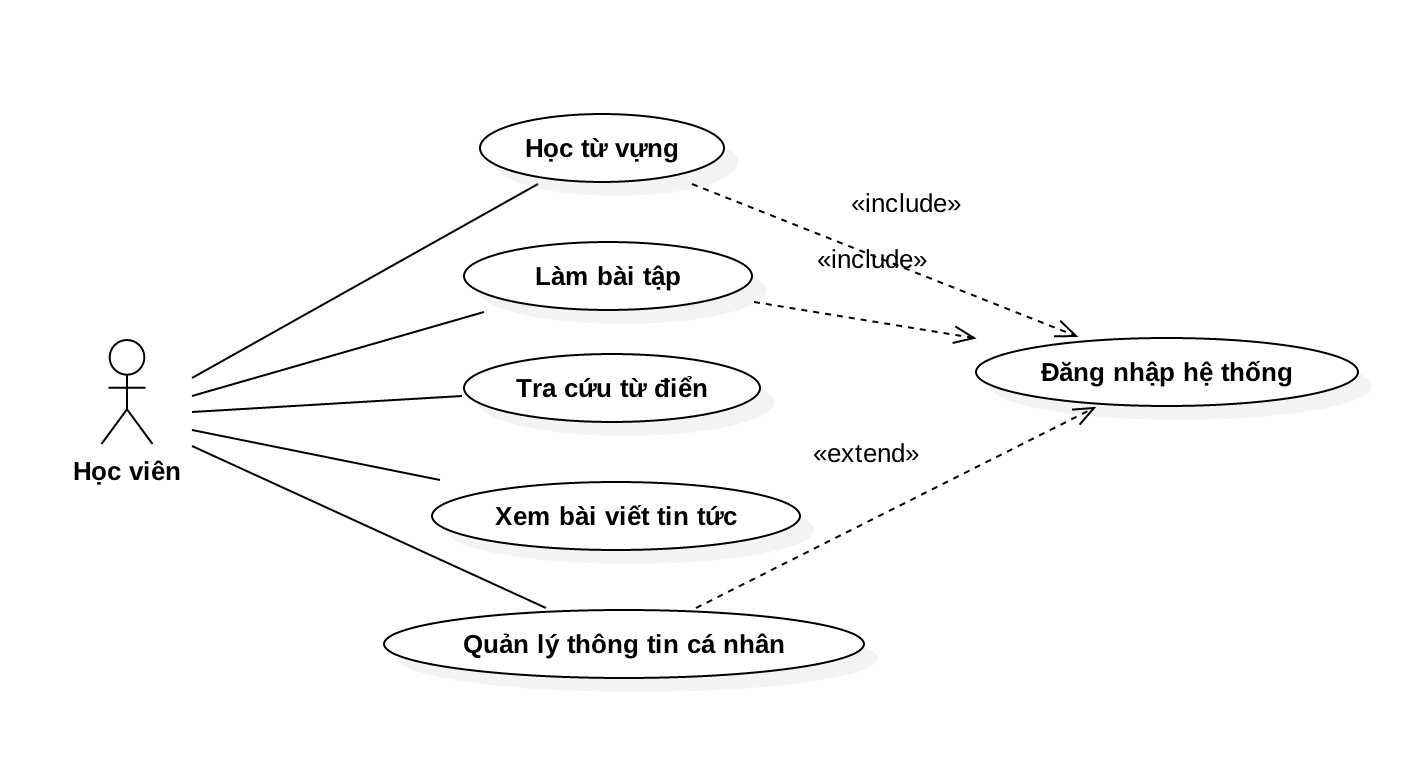 Học từ vựng
«include»
«include»
Làm bài tập
Đăng nhập hệ thống
Tra cứu từ điển
«extend»
Học viên
Xem bài viết tin tức
Quản lý thông tin cá nhân